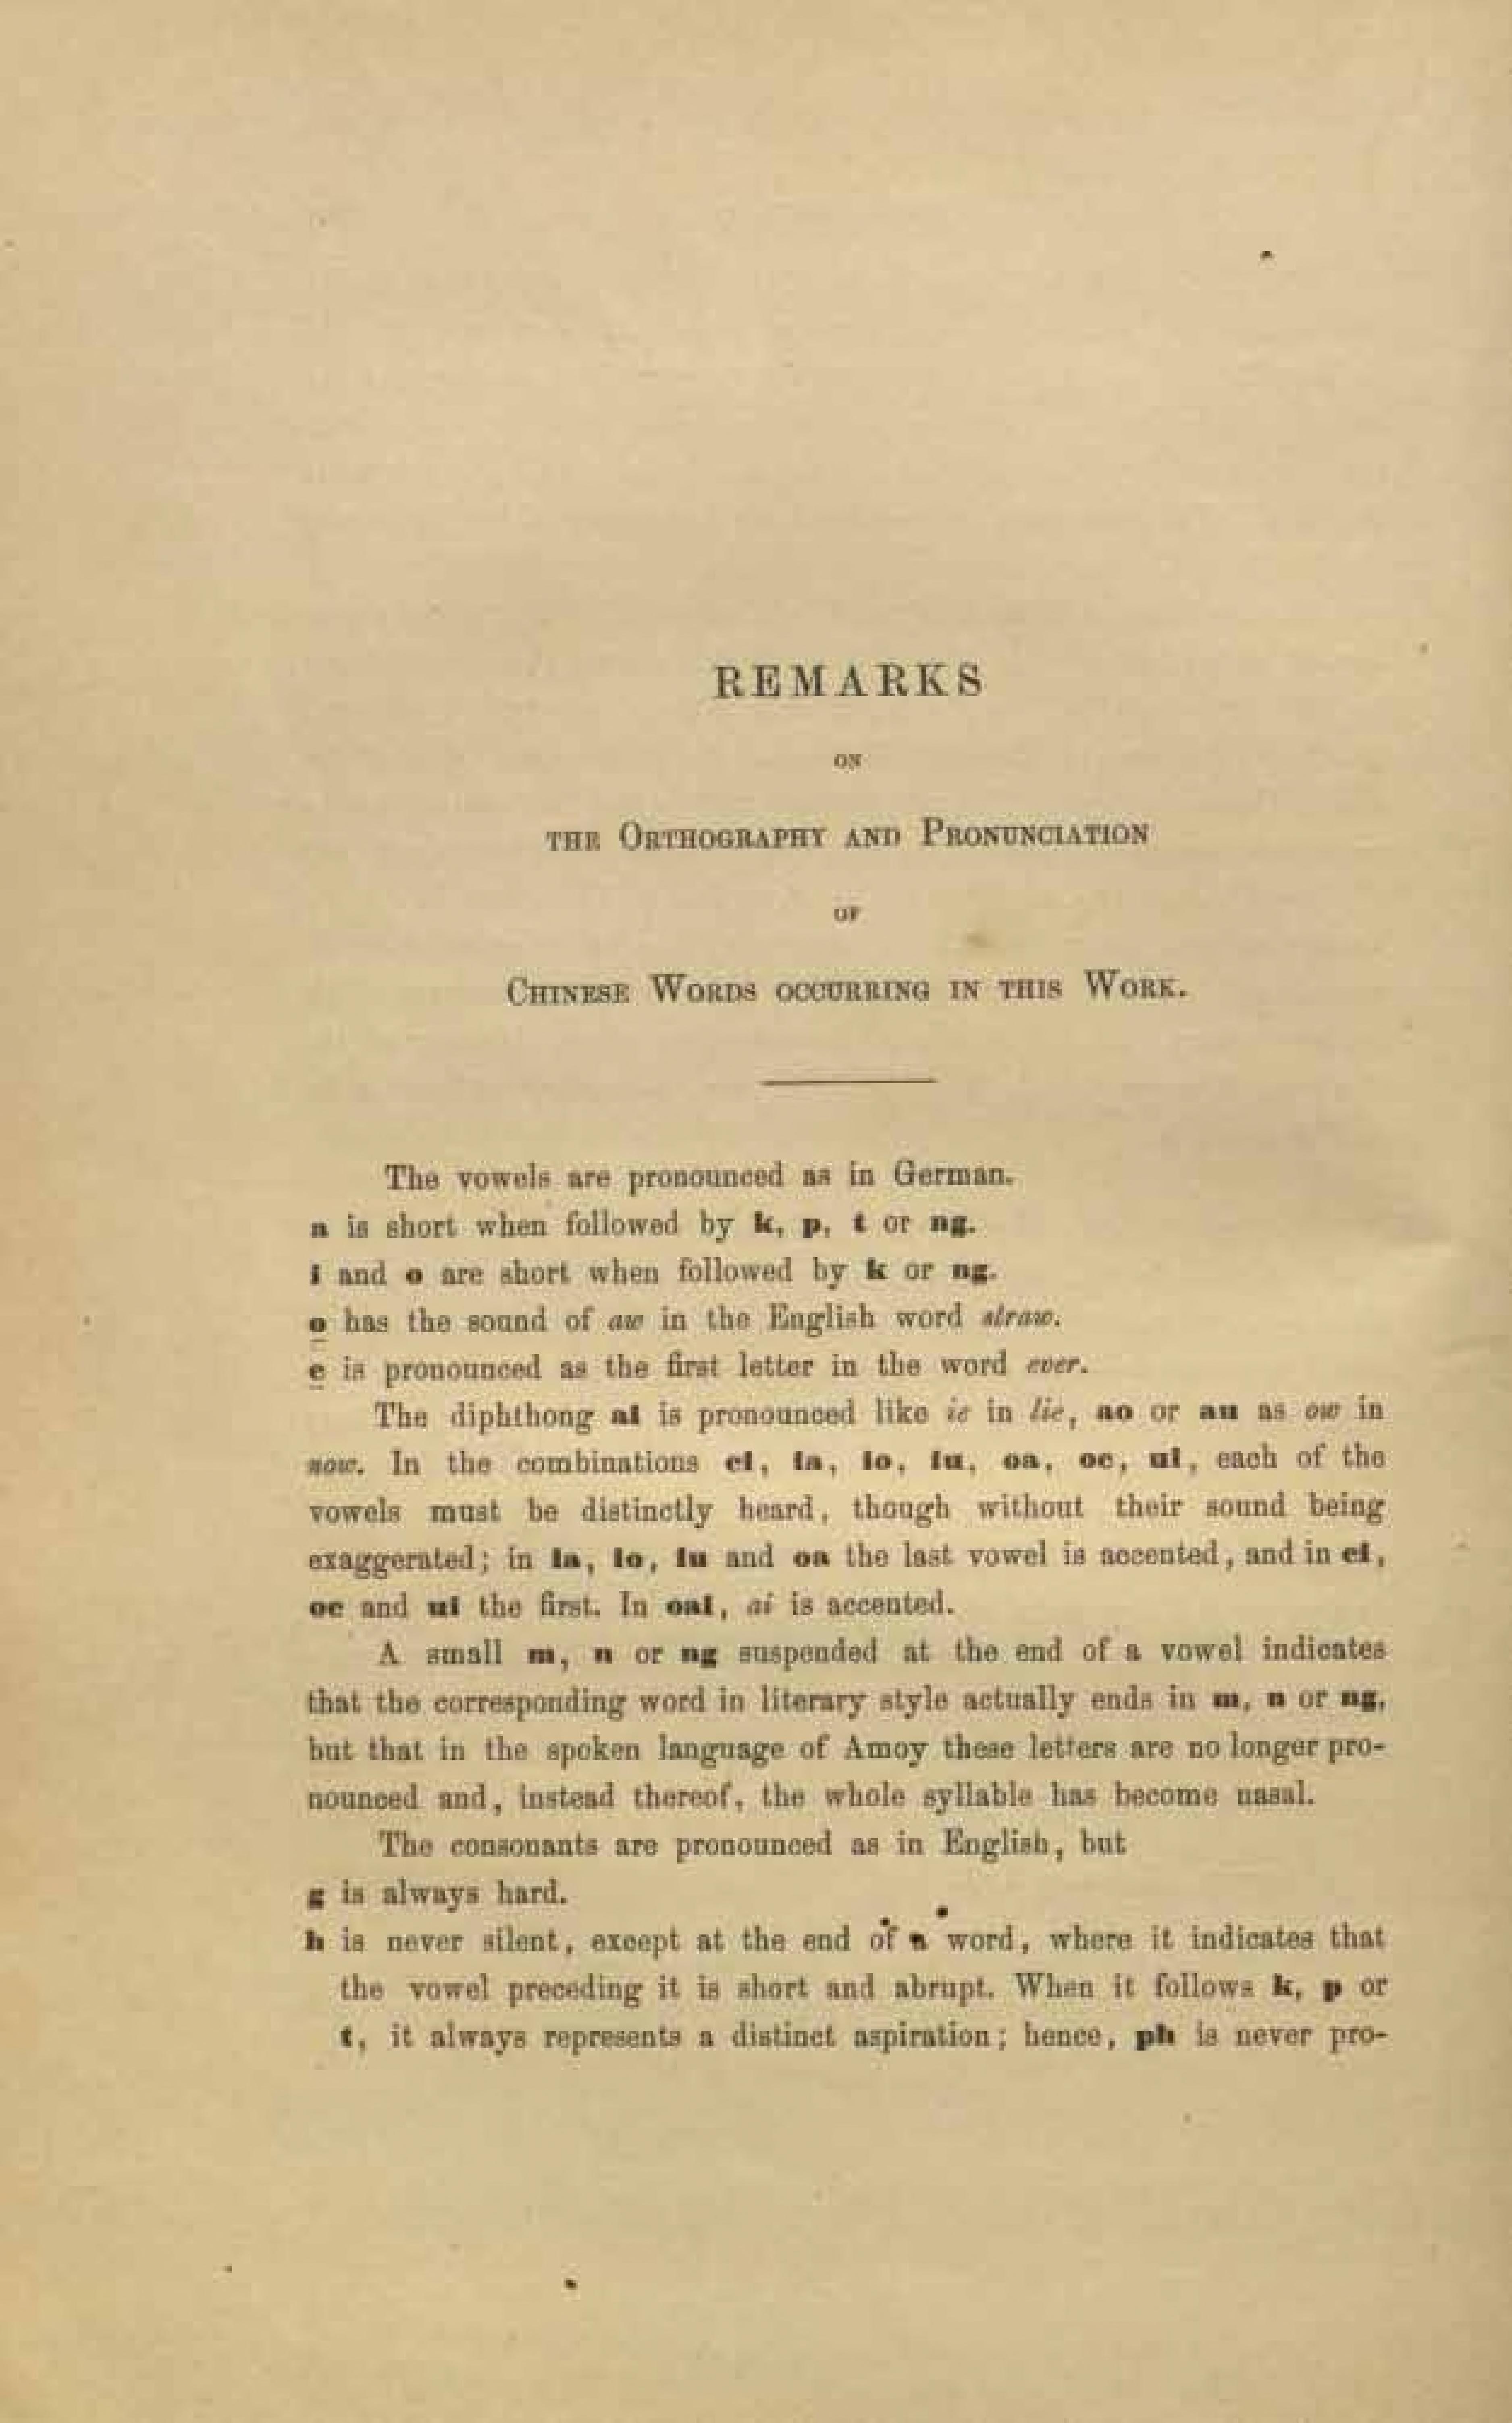 REMARKS
ON
THE ORTHOGRAPHY AND PRONUNCIATION
OF
CHINESE WORDS OCCURRING IN THIS WORK.
The vowels are pronounced as in German.
a is short when followed by k, p, t or ng.
i and o are short when followed by k or ng.
o̱ has the sound of aw in the English word straw.
e̱ is pronounced as the first letter in the word ever.
The diphthong ai is pronounced like ie in lie, ao or au as ow in
now. In the combinations ei, ia, io, iu, oa, oe, ui, each of the
vowels must be distinctly heard, though without their sound being
exaggerated; in ia, io, iu and oa the last vowel is accented, and in ei,
oe and ui the first. In oai, ai is accented.
A small m, n or ng suspended at the end of a vowel indicates
that the corresponding word in literary style actually ends in m, n or ng,
but that in the spoken language of Amoy these letters are no longer pro-
nounced and, instead thereof, the whole syllable has become nasal.
The consonants are pronounced as in English, but
g is always hard.
h is never silent, except at the end of a word, where it indicates that
the vowel preceding it is short and abrupt. When it follows k, p or
t, it always represents a distinct aspiration; hence, ph is never pro-